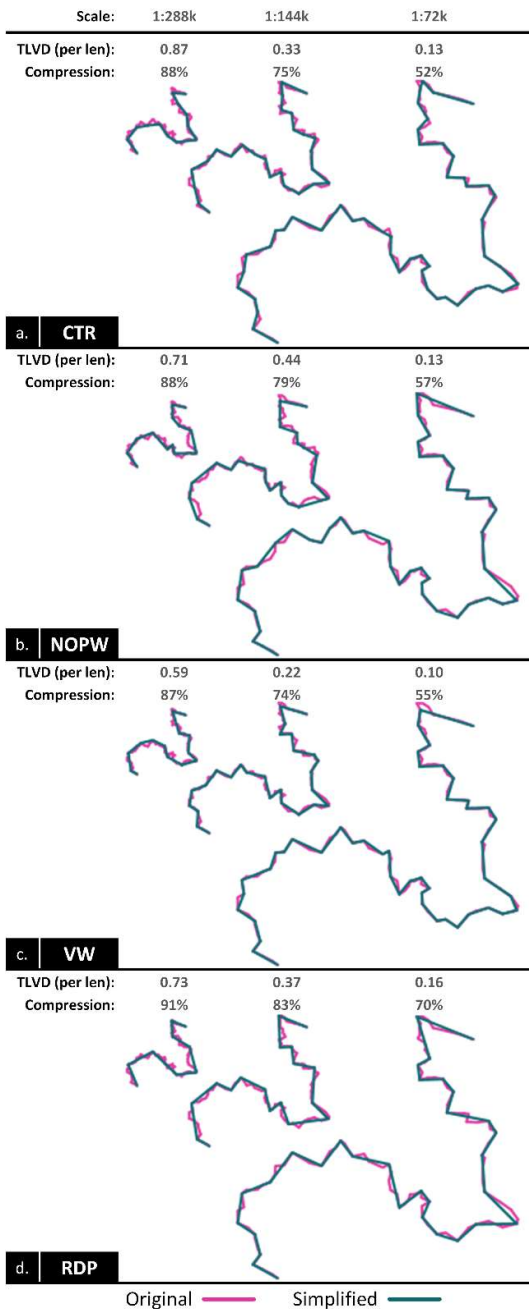 Scale: 1:288k 1:144k 1:72k
TLVD (per len): 0.87 0.33 0.13
Compression: 88% 75% 52%
a. CTR
TLVD (per len): 0.71 0.44 0.13
Compression: 88% 79% 57%
b. NOPW
TLVD (per len): 0.59 0.22 0.10
Compression: 87% 74% 55%
c. VW
TLVD (per len): 0.73 0.37 0.16
Compression: 91% 83% 70%
d. RDP
Original Simplified